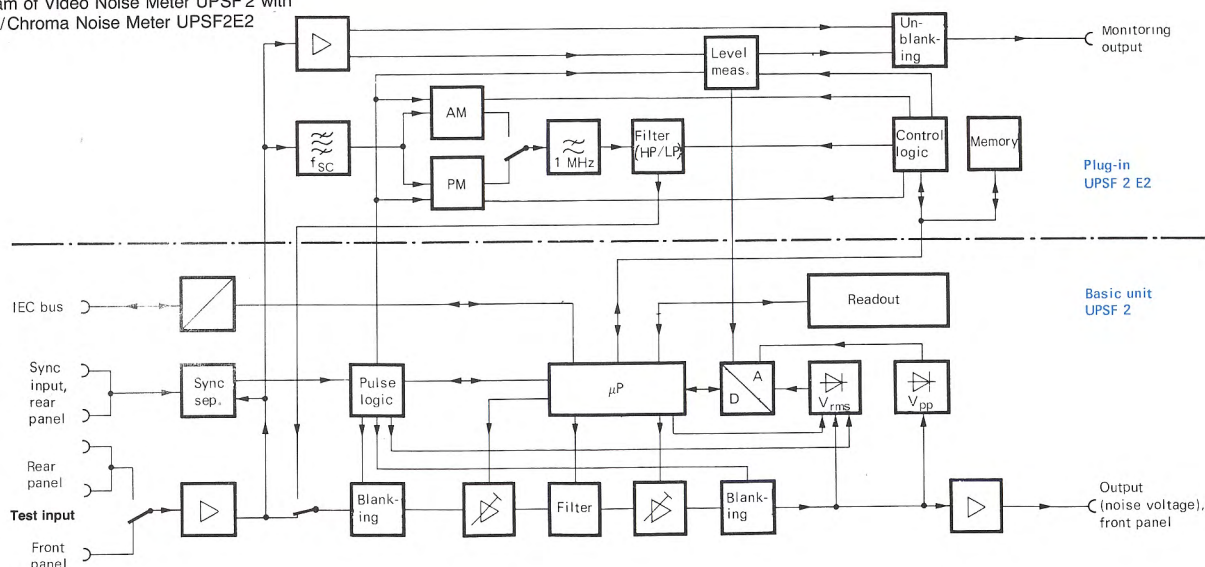 am of Video Noise Meter UPSF2 with
/Chroma Noise Meter UPSF2E2
Un-
blank-
ing
Monitoring
output
Level
meas.
AM
Control
logic
Memory
fSC
1 MHz
Filter
(HP/LP)
PM
Plug-in
UPSF 2 E2
IEC bus
Readout
Basic unit
UPSF 2
Sync
input,
rear
panel
Sync
sep.
Pulse
logic
μP
A
D
Vrms
Vpp
Rear
panel
Test input
Front
panel
Blank-
ing
Filter
Blank-
ing
Output
(noise voltage),
front panel